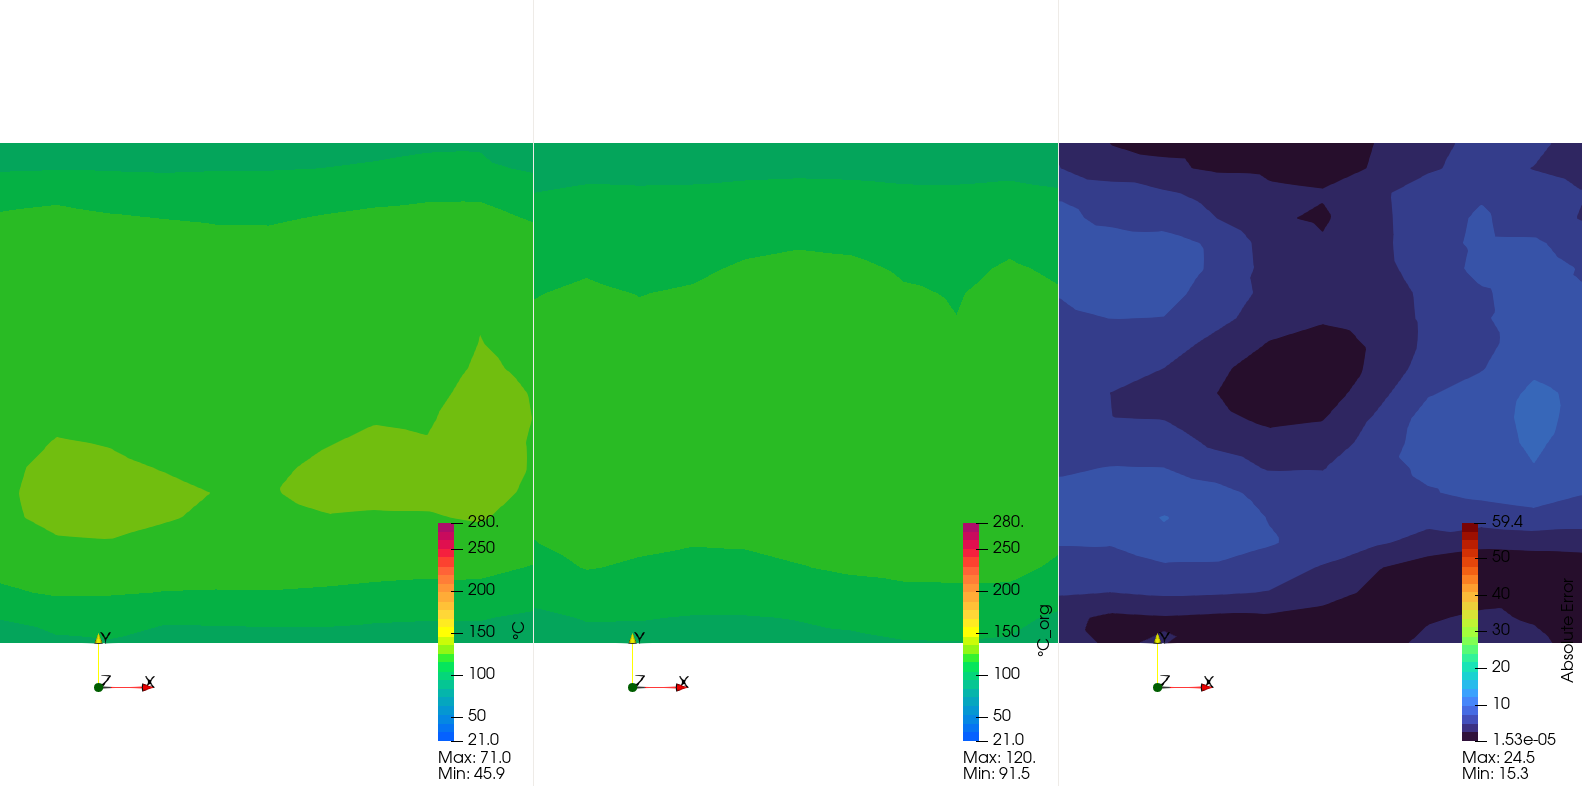 280.
250
200
150
100
50
21.0
°C
Max: 71.0
Min: 45.9
Y
Z
X
280.
250
200
150
100
50
21.0
°C_org
Max: 120.
Min: 91.5
Y
Z
X
59.4
50
40
30
20
10
1.53e-05
Absolute Error
Max: 24.5
Min: 15.3
Y
Z
X